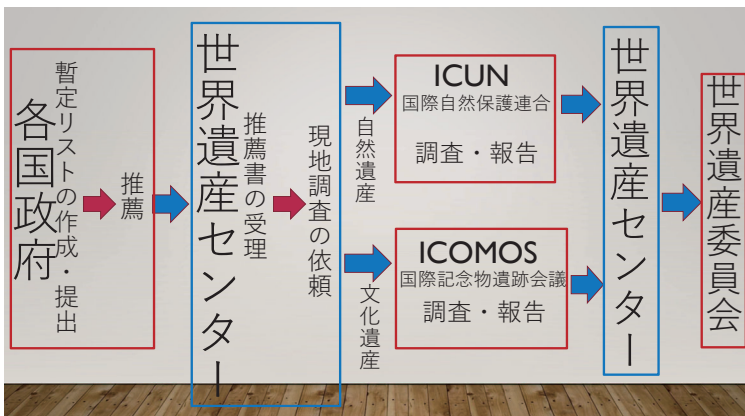 各国政府
暫定リストの作成・提出
推薦
世界遺産センター
推薦書の受理
現地調査の依頼
自然遺産
文化遺産
ICUN
国際自然保護連合
調査・報告
ICOMOS
国際記念物遺跡会議
調査・報告
世界遺産センター
世界遺産委員会